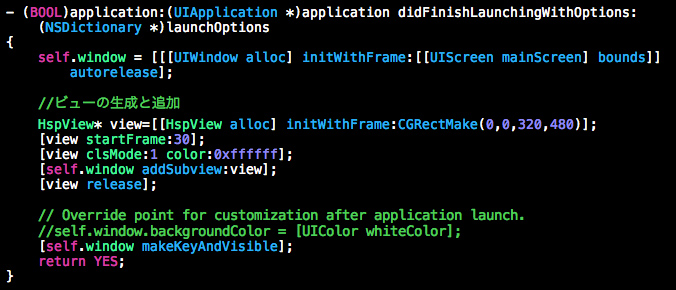 - (BOOL)application:(UIApplication *)application didFinishLaunchingWithOptions:
    (NSDictionary *)launchOptions
{
    self.window = [[[UIWindow alloc] initWithFrame:[[UIScreen mainScreen] bounds]]
        autorelease];

    //ビューの生成と追加
    HspView* view=[[HspView alloc] initWithFrame:CGRectMake(0,0,320,480)];
    [view startFrame:30];
    [view clsMode:1 color:0xffffff];
    [self.window addSubview:view];
    [view release];

    // Override point for customization after application launch.
    //self.window.backgroundColor = [UIColor whiteColor];
    [self.window makeKeyAndVisible];
    return YES;
}